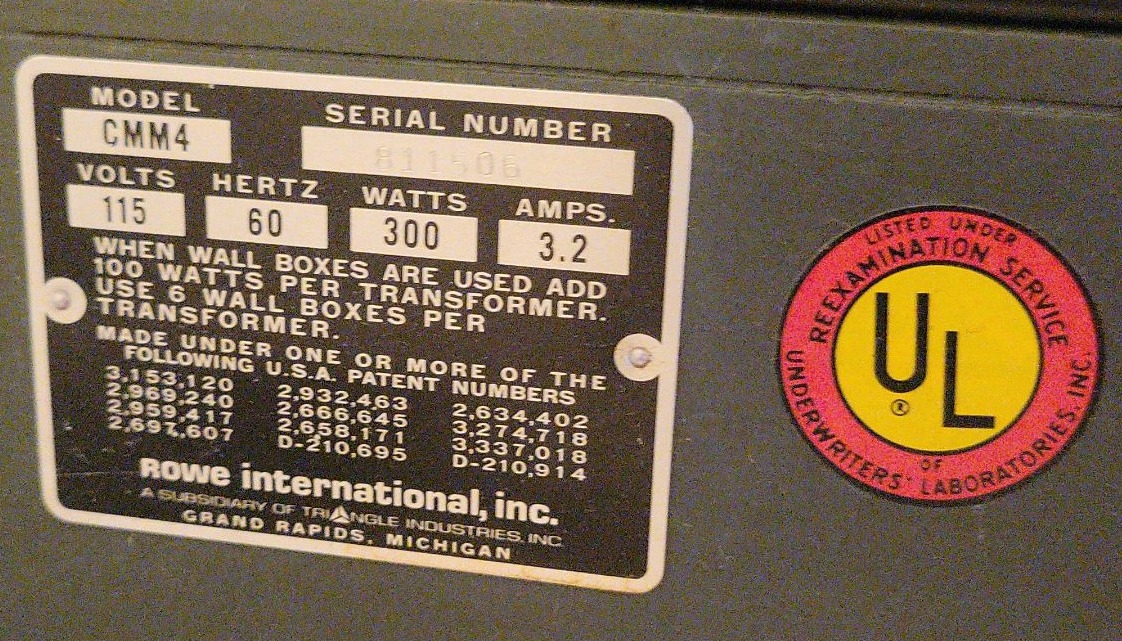 MODEL
SERIAL NUMBER
CMM4
811506
VOLTS HERTZ WATTS AMPS.
115 60 300 3.2
WHEN WALL BOXES ARE USED ADD
100 WATTS PER TRANSFORMER.
USE 6 WALL BOXES PER
TRANSFORMER.
MADE UNDER ONE OR MORE OF THE
FOLLOWING U.S.A. PATENT NUMBERS
3,153,120 2,932,463 2,634,402
2,969,240 2,666,645 3,274,718
2,959,417 2,658,171 3,337,018
2,697,607 D-210,695 D-210,914
Rowe international, inc.
A SUBSIDIARY OF TRIANGLE INDUSTRIES, INC.
GRAND RAPIDS, MICHIGAN
LISTED UNDER
REEXAMINATION SERVICE
UL
®
OF
UNDERWRITERS' LABORATORIES, INC.